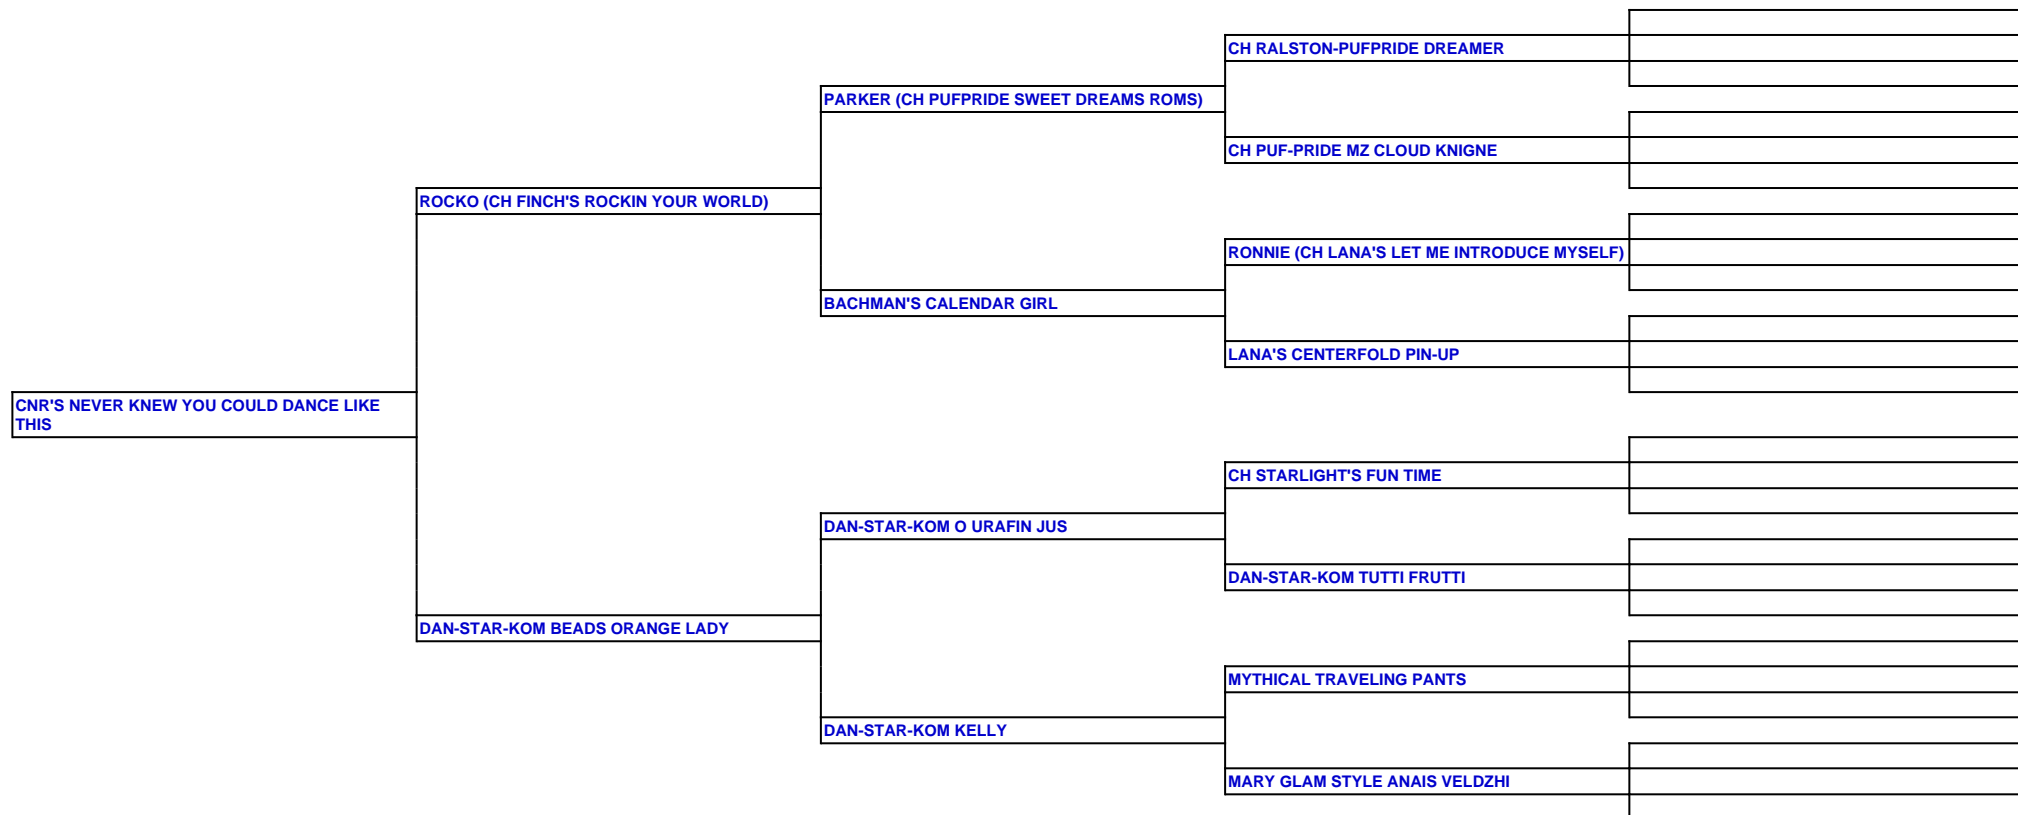 CH RALSTON-PUFPRIDE DREAMER
PARKER (CH PUFPRIDE SWEET DREAMS ROMS)
CH PUF-PRIDE MZ CLOUD KNIGNE
ROCKO (CH FINCH'S ROCKIN YOUR WORLD)
RONNIE (CH LANA'S LET ME INTRODUCE MYSELF)
BACHMAN'S CALENDAR GIRL
LANA'S CENTERFOLD PIN-UP
CNR'S NEVER KNEW YOU COULD DANCE LIKE
THIS
CH STARLIGHT'S FUN TIME
DAN-STAR-KOM O URAFIN JUS
DAN-STAR-KOM TUTTI FRUTTI
DAN-STAR-KOM BEADS ORANGE LADY
MYTHICAL TRAVELING PANTS
DAN-STAR-KOM KELLY
MARY GLAM STYLE ANAIS VELDZHI